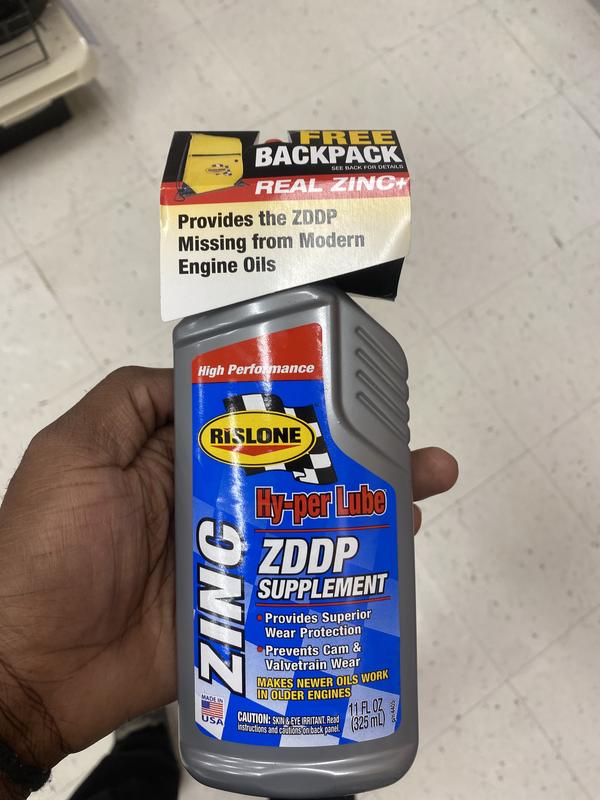 FREE
BACKPACK
SEE BACK FOR DETAILS
REAL ZINC+
Provides the ZDDP
Missing from Modern
Engine Oils
High Performance
RISLONE
Hy-per Lube
ZINC
ZDDP
SUPPLEMENT
• Provides Superior
Wear Protection
• Prevents Cam &
Valvetrain Wear
MAKES NEWER OILS WORK
IN OLDER ENGINES
MADE IN
USA
CAUTION: SKIN & EYE IRRITANT. Read
instructions and cautions on back panel.
11 FL OZ
(325 mL)